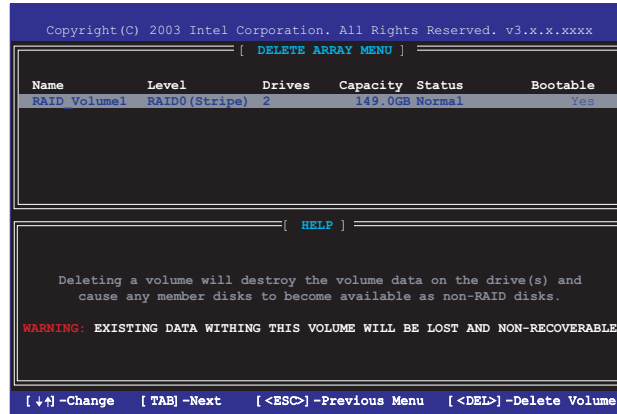 Copyright(C) 2003 Intel Corporation. All Rights Reserved. v3.x.x.xxxx
[ DELETE ARRAY MENU ]
Name Level Drives Capacity Status Bootable
RAID_Volume1 RAID0(Stripe) 2 149.0GB Normal Yes
[ HELP ]
Deleting a volume will destroy the volume data on the drive(s) and
cause any member disks to become available as non-RAID disks.
WARNING: EXISTING DATA WITHING THIS VOLUME WILL BE LOST AND NON-RECOVERABLE
[↓↑]-Change [TAB]-Next [<ESC>]-Previous Menu [<DEL>]-Delete Volume